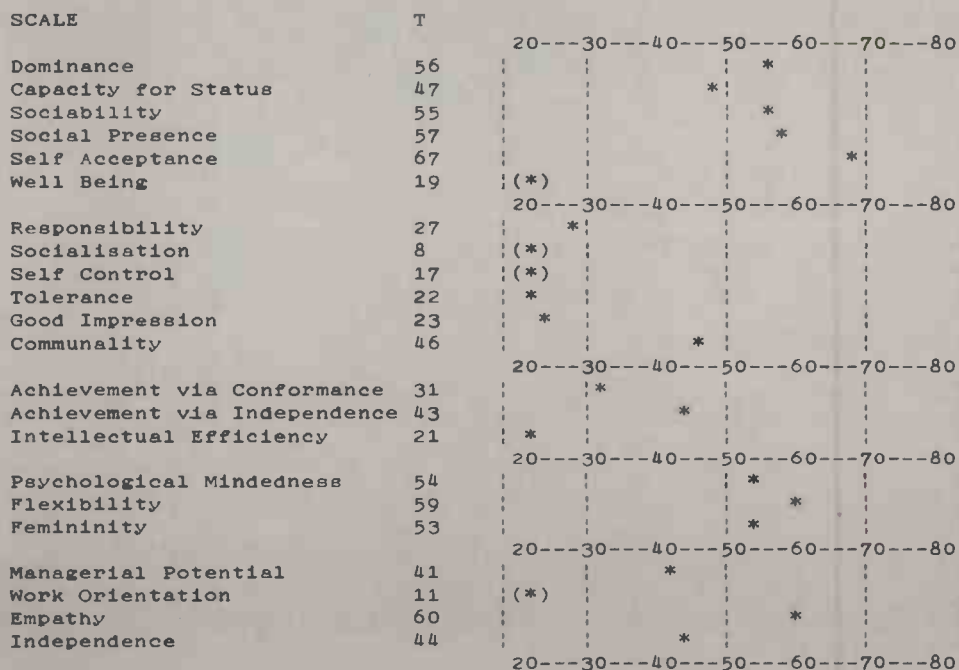 SCALE T
20---30---40---50---60---70---80
Dominance 56 *
Capacity for Status 47 *
Sociability 55 *
Social Presence 57 *
Self Acceptance 67 *
Well Being 19 (*)
20---30---40---50---60---70---80
Responsibility 27 *
Socialisation 8 (*)
Self Control 17 (*)
Tolerance 22 *
Good Impression 23 *
Communality 46 *
20---30---40---50---60---70---80
Achievement via Conformance 31 *
Achievement via Independence 43 *
Intellectual Efficiency 21 *
20---30---40---50---60---70---80
Psychological Mindedness 54 *
Flexibility 59 *
Femininity 53 *
20---30---40---50---60---70---80
Managerial Potential 41 *
Work Orientation 11 (*)
Empathy 60 *
Independence 44 *
20---30---40---50---60---70---80